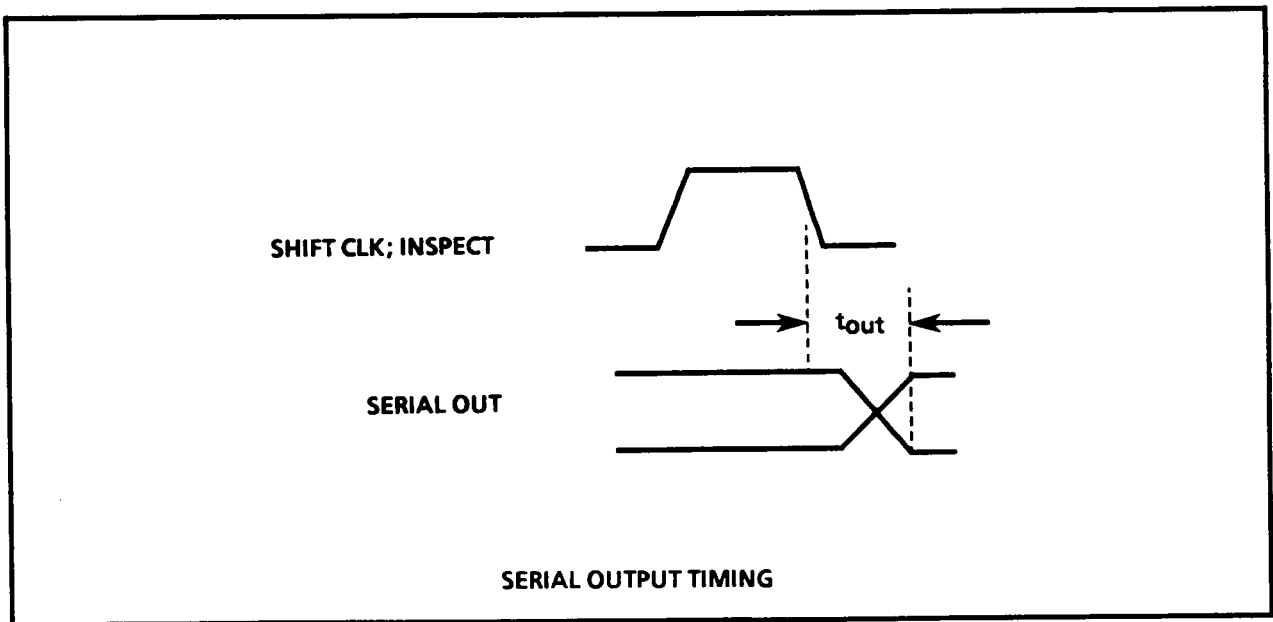 SHIFT CLK; INSPECT
tout
SERIAL OUT
SERIAL OUTPUT TIMING